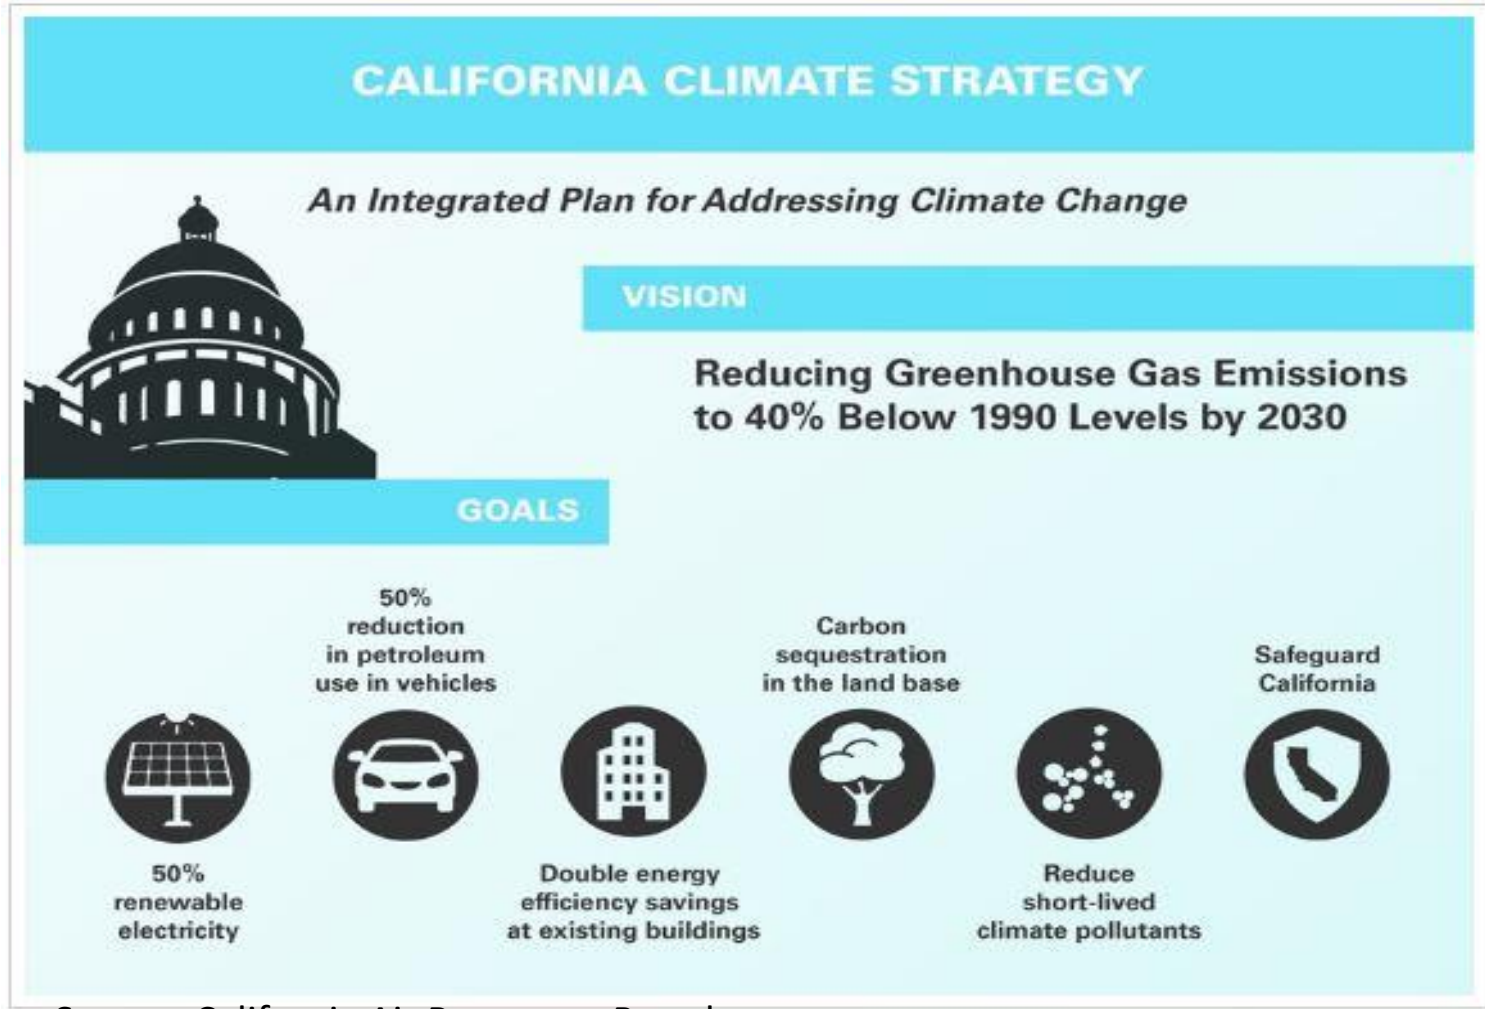 CALIFORNIA CLIMATE STRATEGY
An Integrated Plan for Addressing Climate Change
VISION
Reducing Greenhouse Gas Emissions
to 40% Below 1990 Levels by 2030
GOALS
50%
renewable
electricity
50%
reduction
in petroleum
use in vehicles
Double energy
efficiency savings
at existing buildings
Carbon
sequestration
in the land base
Reduce
short-lived
climate pollutants
Safeguard
California